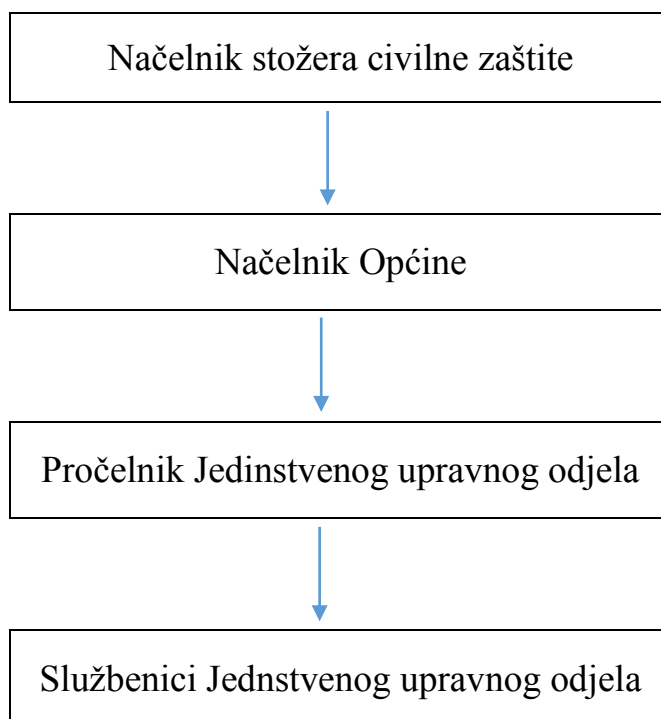 Načelnik stožera civilne zaštite
Načelnik Općine
Pročelnik Jedinstvenog upravnog odjela
Službenici Jednstvenog upravnog odjela